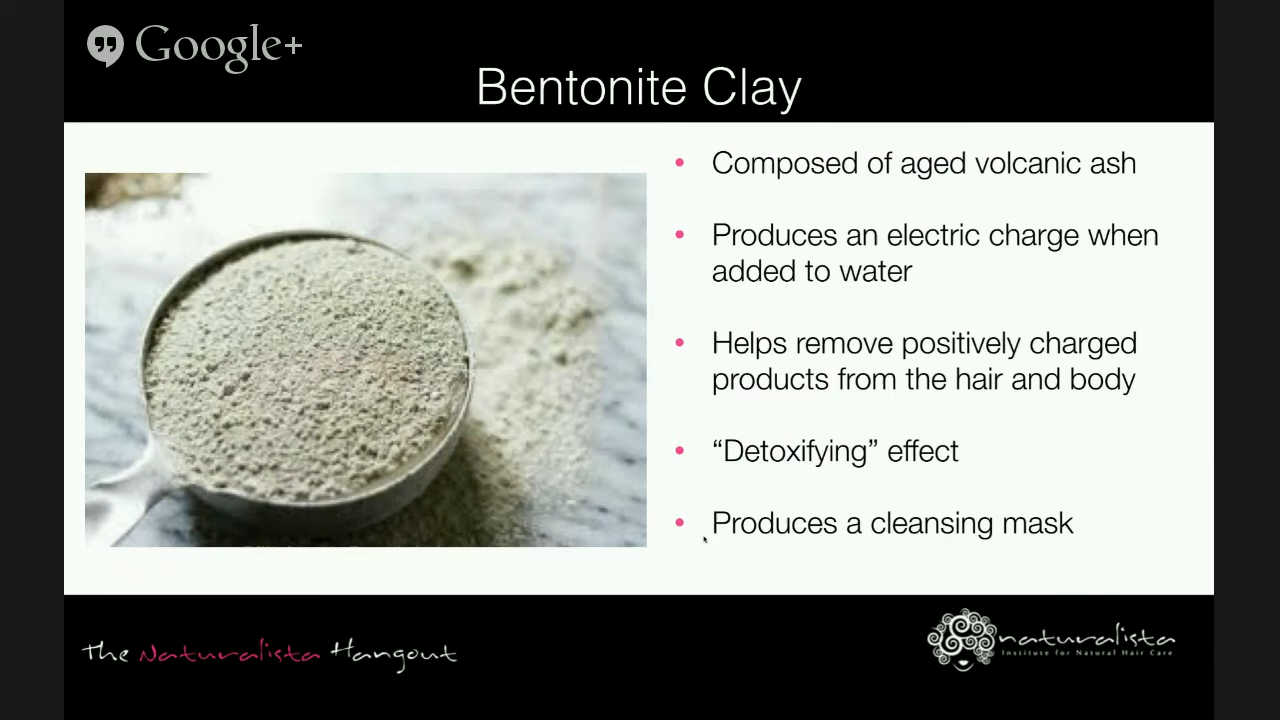 Google+
Bentonite Clay
• Composed of aged volcanic ash
• Produces an electric charge when
added to water
• Helps remove positively charged
products from the hair and body
• “Detoxifying” effect
• Produces a cleansing mask
The Naturalista Hangout
naturalista
Institute for Natural Hair Care